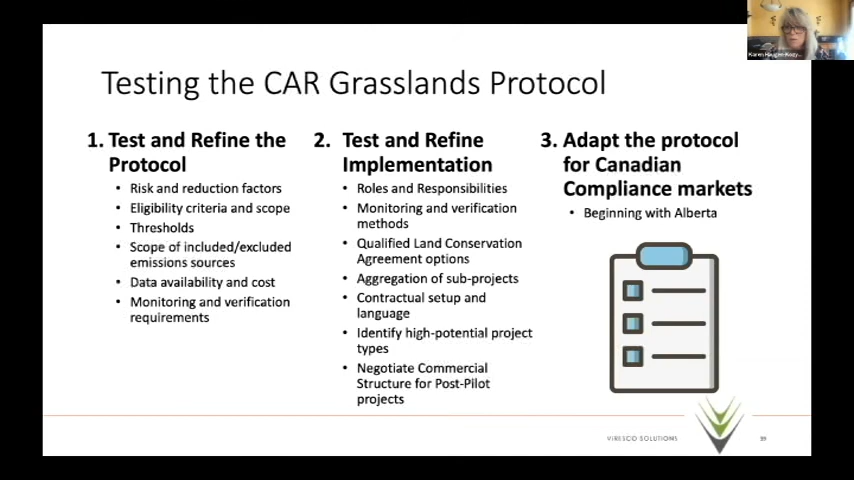 Testing the CAR Grasslands Protocol
1. Test and Refine the
Protocol
• Risk and reduction factors
• Eligibility criteria and scope
• Thresholds
• Scope of included/excluded
emissions sources
• Data availability and cost
• Monitoring and verification
requirements
2. Test and Refine
Implementation
• Roles and Responsibilities
• Monitoring and verification
methods
• Qualified Land Conservation
Agreement options
• Aggregation of sub-projects
• Contractual setup and
language
• Identify high-potential project
types
• Negotiate Commercial
Structure for Post-Pilot
projects
3. Adapt the protocol
for Canadian
Compliance markets
• Beginning with Alberta
VIRESCO SOLUTIONS
39
Karen Haugen-Kozy...